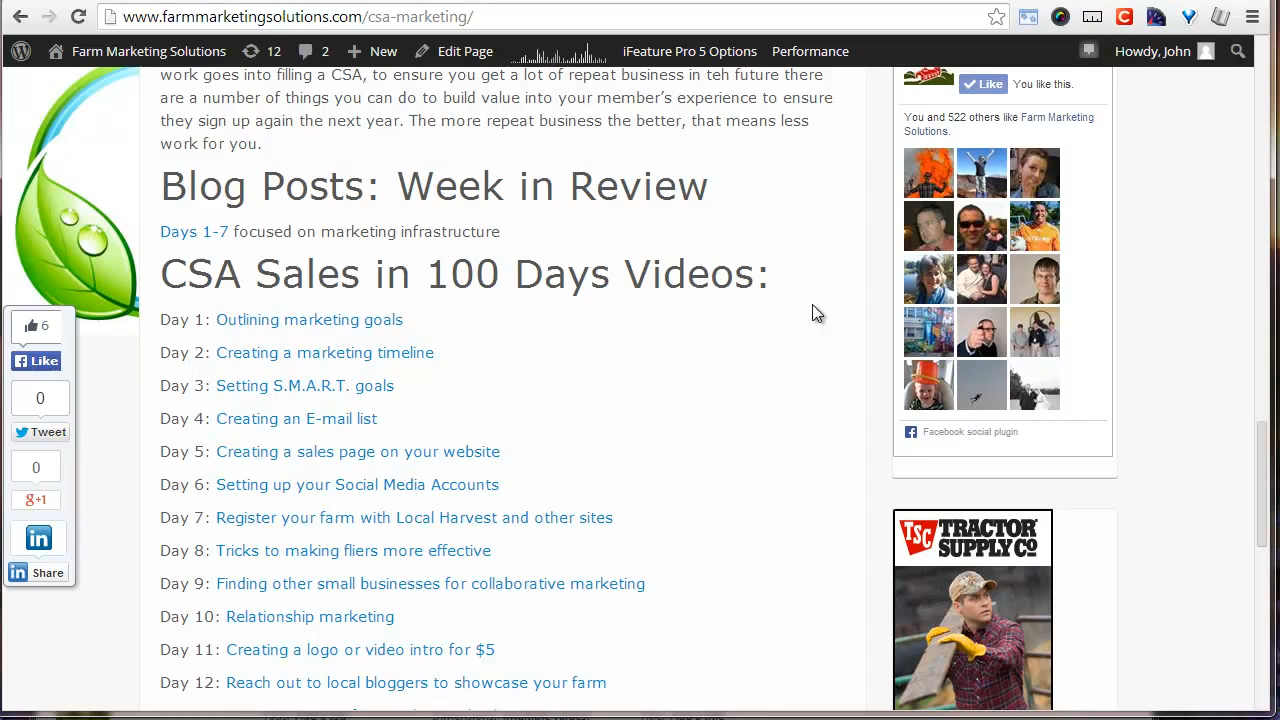 www.farmmarketingsolutions.com/csa-marketing/
Farm Marketing Solutions 12 2 New Edit Page iFeature Pro 5 Options Performance Howdy, John
work goes into filling a CSA, to ensure you get a lot of repeat business in teh future there
are a number of things you can do to build value into your member's experience to ensure
they sign up again the next year. The more repeat business the better, that means less
work for you.
Blog Posts: Week in Review
Days 1-7 focused on marketing infrastructure
CSA Sales in 100 Days Videos:
Day 1: Outlining marketing goals
Day 2: Creating a marketing timeline
Day 3: Setting S.M.A.R.T. goals
Day 4: Creating an E-mail list
Day 5: Creating a sales page on your website
Day 6: Setting up your Social Media Accounts
Day 7: Register your farm with Local Harvest and other sites
Day 8: Tricks to making fliers more effective
Day 9: Finding other small businesses for collaborative marketing
Day 10: Relationship marketing
Day 11: Creating a logo or video intro for $5
Day 12: Reach out to local bloggers to showcase your farm
6
Like
0
Tweet
0
g+1
in
in Share
Like You like this.
You and 522 others like Farm Marketing
Solutions.
Facebook social plugin
TSC TRACTOR
SUPPLY CO